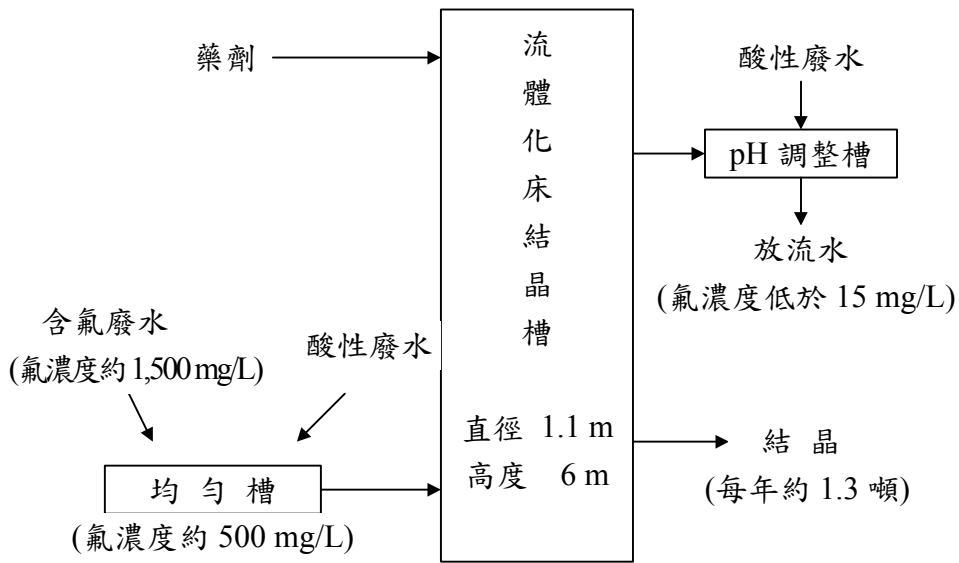 藥劑
流
體
化
床
結
晶
槽
直徑 1.1 m
高度 6 m
酸性廢水
pH 調整槽
放流水
(氟濃度低於 15 mg/L)
含氟廢水
(氟濃度約 1,500 mg/L)
酸性廢水
均勻槽
(氟濃度約 500 mg/L)
結晶
(每年約 1.3 噸)